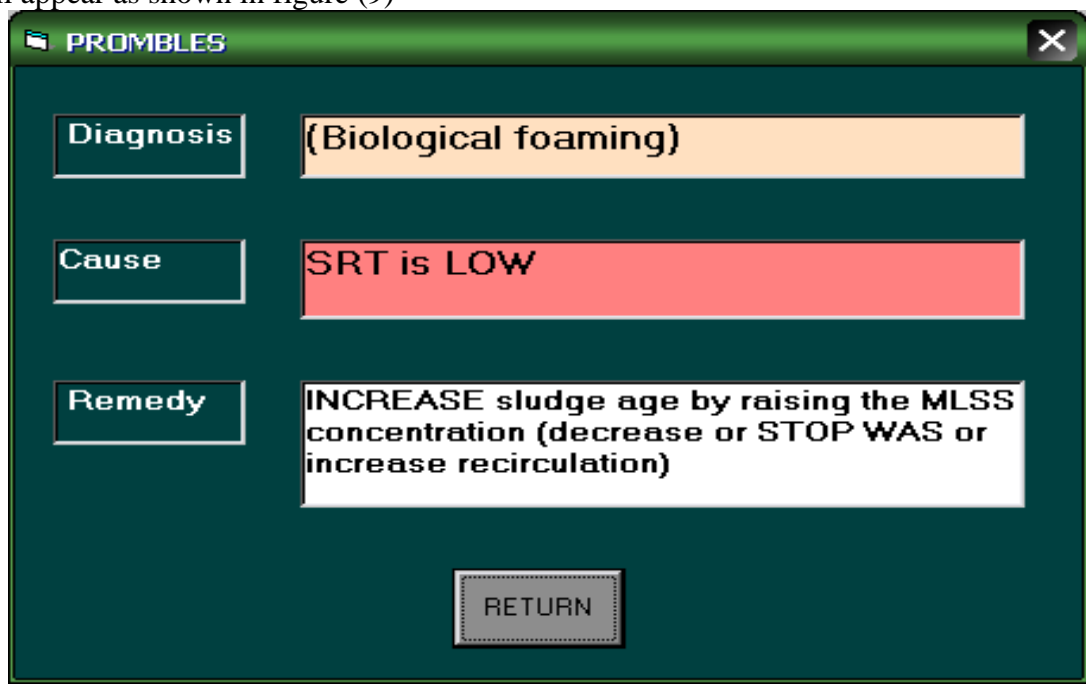 appear as shown in figure (9)
PROMBLES
Diagnosis
(Biological foaming)
Cause
SRT is LOW
Remedy
INCREASE sludge age by raising the MLSS
concentration (decrease or STOP WAS or
increase recirculation)
RETURN